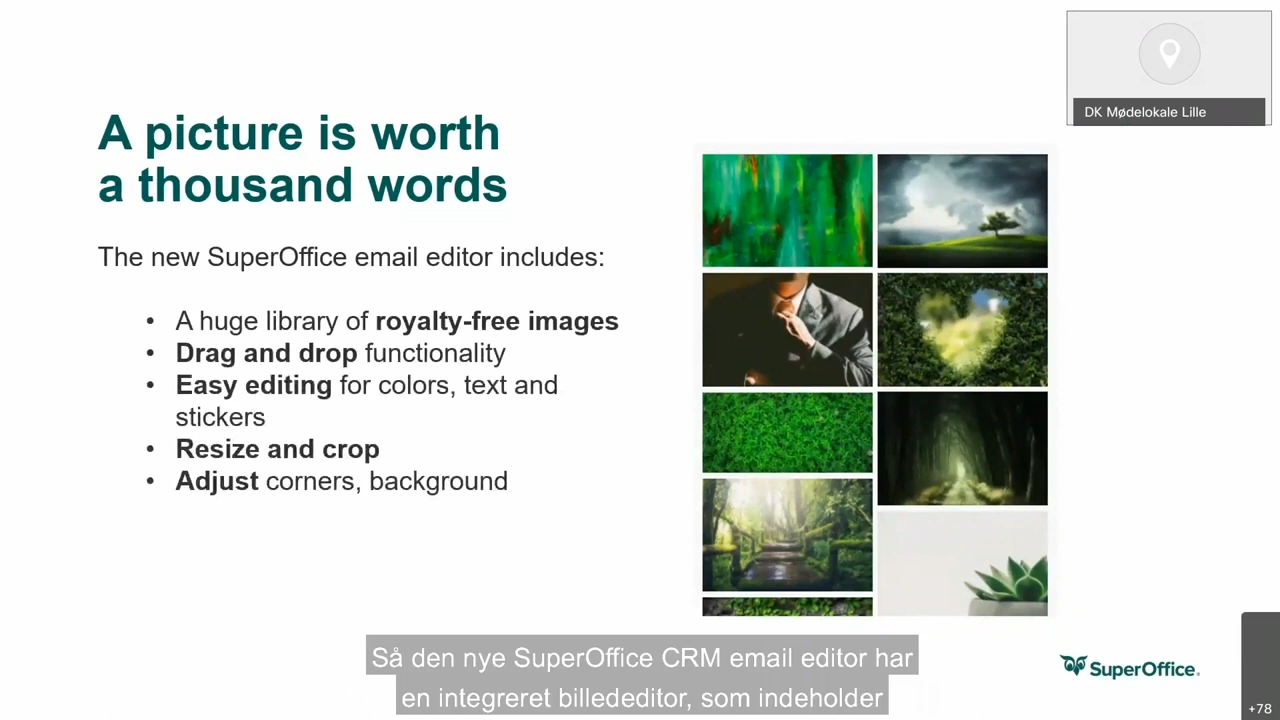 A picture is worth
a thousand words
The new SuperOffice email editor includes:
• A huge library of royalty-free images
• Drag and drop functionality
• Easy editing for colors, text and
stickers
• Resize and crop
• Adjust corners, background
DK Mødelokale Lille
Så den nye SuperOffice CRM email editor har
en integreret billededitor, som indeholder
SuperOffice.
+78